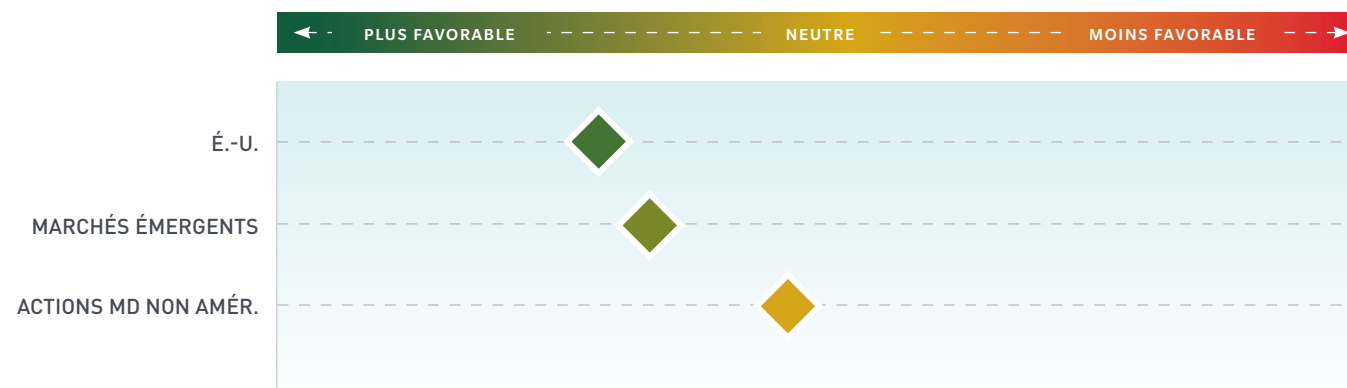 PLUS FAVORABLE NEUTRE MOINS FAVORABLE
É.-U.
MARCHÉS ÉMERGENTS
ACTIONS MD NON AMÉR.